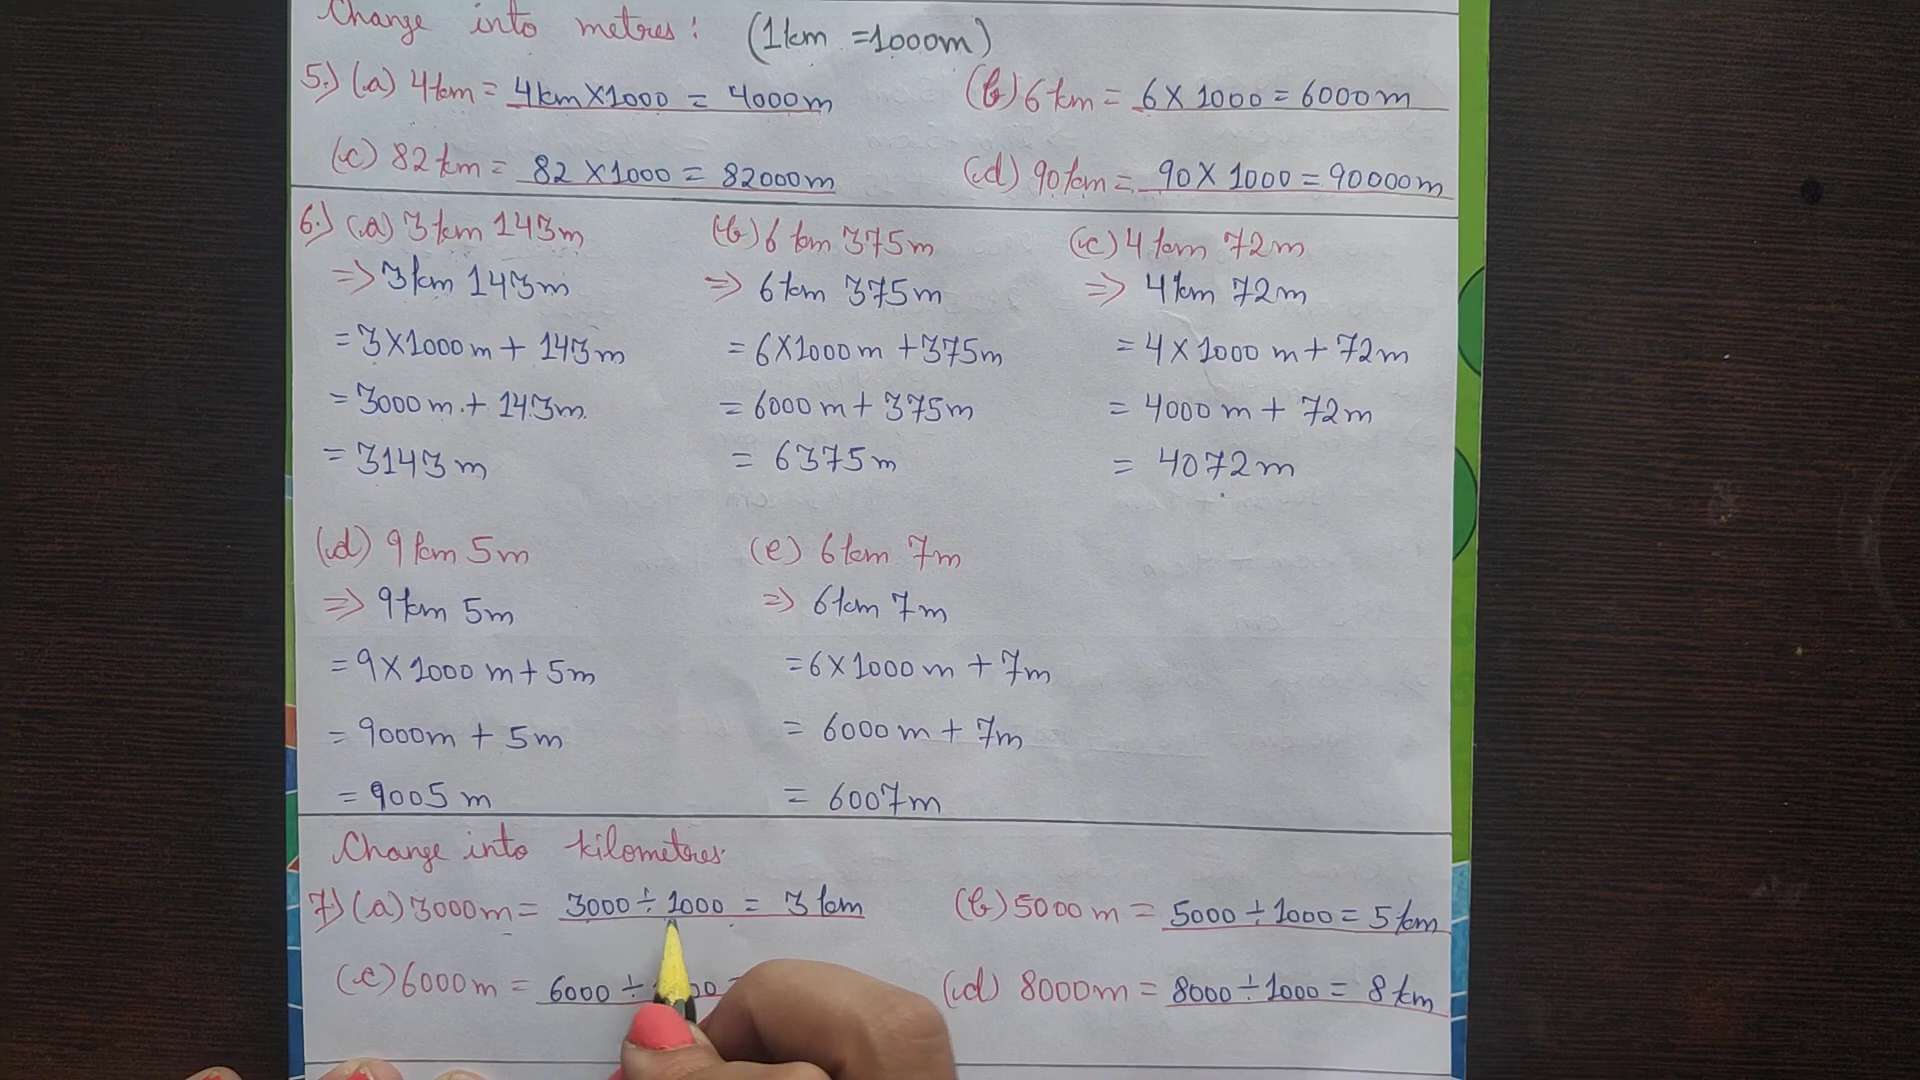 Change into metres: (1km =1000m)
5.) (a) 4km = 4km×1000 = 4000m (b) 6km = 6×1000 = 6000m
(c) 82km = 82×1000 = 82000m (d) 90km = 90×1000 = 90000m
6.) (a) 3km 143m (b) 6km 375m (c) 4km 72m
=> 3km 143m => 6km 375m => 4km 72m
= 3×1000m + 143m = 6×1000m + 375m = 4×1000m + 72m
= 3000m + 143m = 6000m + 375m = 4000m + 72m
= 3143m = 6375m = 4072m
(d) 9km 5m (e) 6km 7m
=> 9km 5m => 6km 7m
= 9×1000m + 5m = 6×1000m + 7m
= 9000m + 5m = 6000m + 7m
= 9005m = 6007m
Change into kilometres
7) (a) 3000m = 3000÷1000 = 3km (b) 5000m = 5000÷1000 = 5km
(c) 6000m = 6000÷ (d) 8000m = 8000÷1000 = 8km